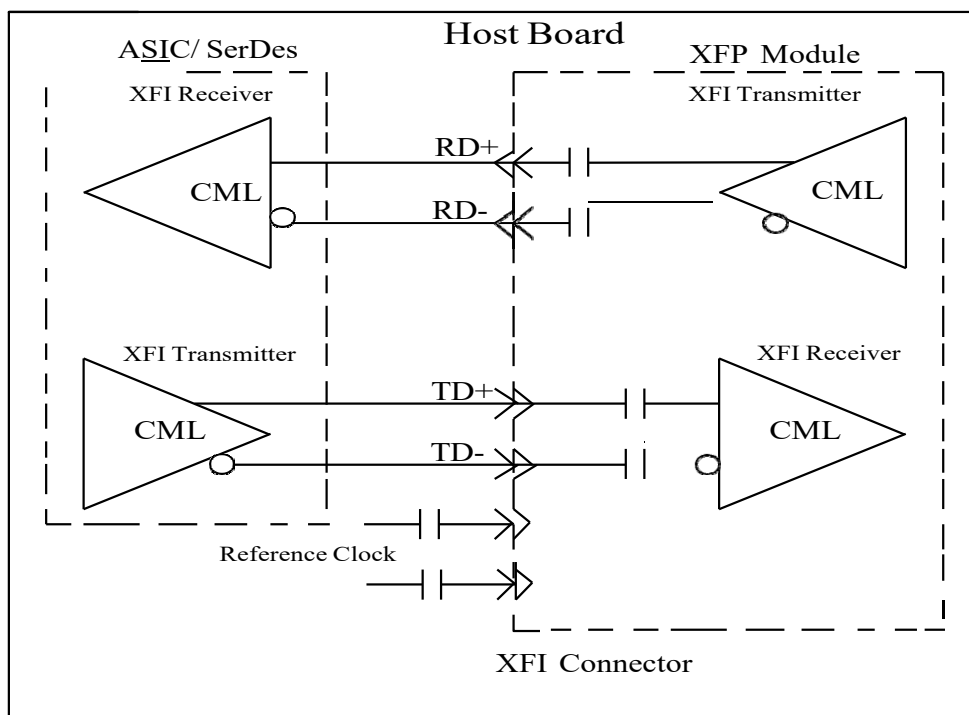 Host Board
ASIC/ SerDes
XFP Module
XFI Receiver
XFI Transmitter
RD+
CML
CML
RD-
XFI Transmitter
XFI Receiver
TD+
CML
CML
TD-
Reference Clock
XFI Connector